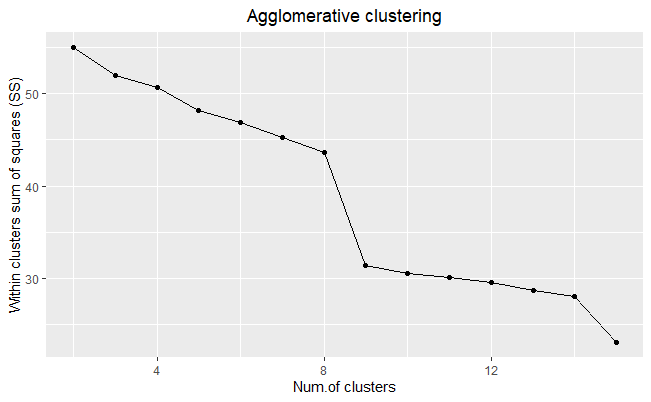 Agglomerative clustering
Within clusters sum of squares (SS)
50
40
30
4
8
12
Num.of clusters